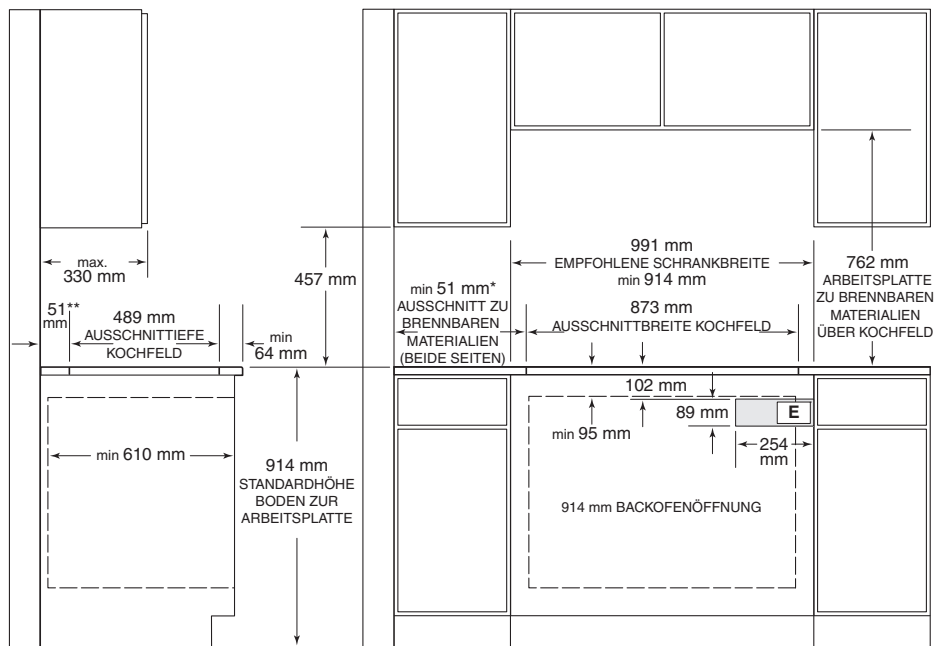 max.
330 mm
51**
mm
489 mm
AUSSCHNITTIEFE
KOCHFELD
min
64 mm
457 mm
min 610 mm
914 mm
STANDARDHÖHE
BODEN ZUR
ARBEITSPLATTE
min 51 mm*
AUSSCHNITT ZU
BRENNBAREN
MATERIALIEN
(BEIDE SEITEN)
991 mm
EMPFOHLENE SCHRANKBREITE
min 914 mm
873 mm
AUSSCHNITTBREITE KOCHFELD
762 mm
ARBEITSPLATTE
ZU BRENNBAREN
MATERIALIEN
ÜBER KOCHFELD
102 mm
89 mm
E
min 95 mm
254
mm
914 mm BACKOFENÖFFNUNG